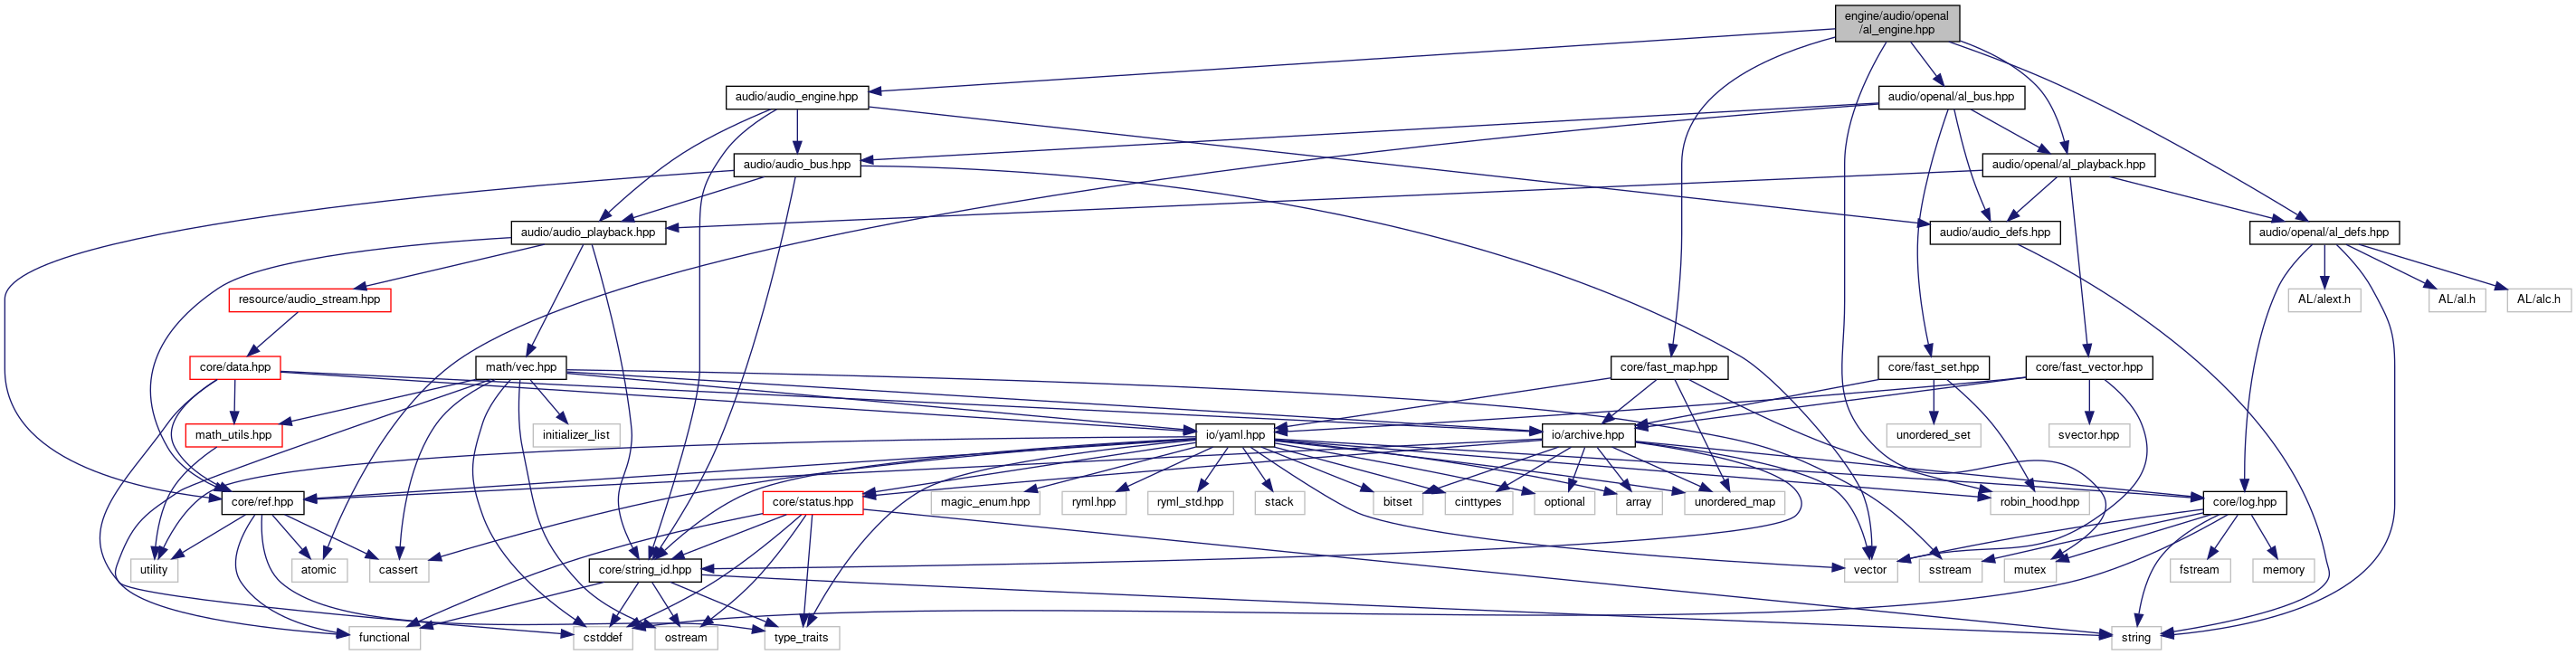 engine/audio/openal
/al_engine.hpp
audio/audio_engine.hpp
audio/openal/al_bus.hpp
audio/audio_bus.hpp
audio/openal/al_playback.hpp
audio/audio_playback.hpp
audio/audio_defs.hpp
audio/openal/al_defs.hpp
resource/audio_stream.hpp
AL/alext.h
AL/al.h
AL/alc.h
core/data.hpp
math/vec.hpp
core/fast_map.hpp
core/fast_set.hpp
core/fast_vector.hpp
math_utils.hpp
initializer_list
io/yaml.hpp
io/archive.hpp
unordered_set
svector.hpp
core/ref.hpp
core/status.hpp
magic_enum.hpp
ryml.hpp
ryml_std.hpp
stack
bitset
cinttypes
optional
array
unordered_map
robin_hood.hpp
core/log.hpp
utility
atomic
cassert
core/string_id.hpp
vector
sstream
mutex
fstream
memory
functional
cstddef
ostream
type_traits
string